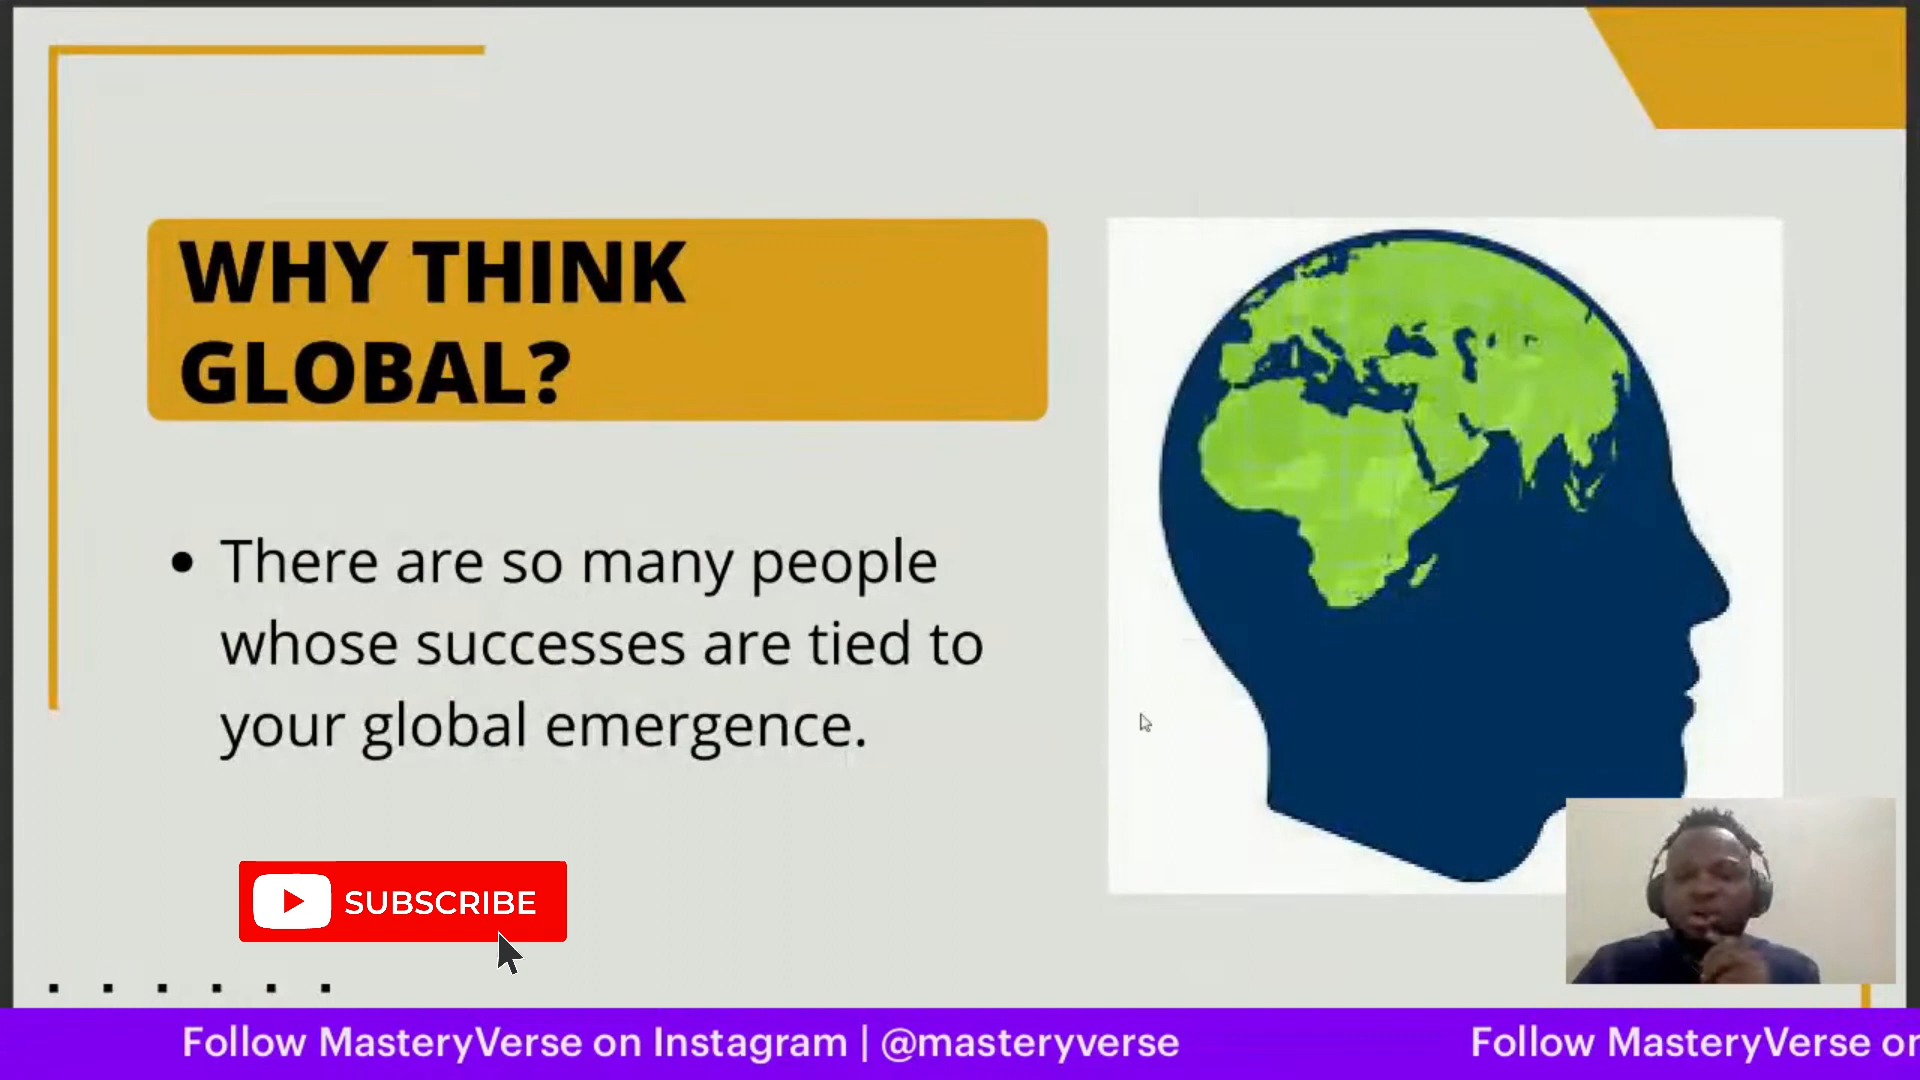 WHY THINK
GLOBAL?
• There are so many people
whose successes are tied to
your global emergence.
SUBSCRIBE
Follow MasteryVerse on Instagram | @masteryverse
Follow MasteryVerse on